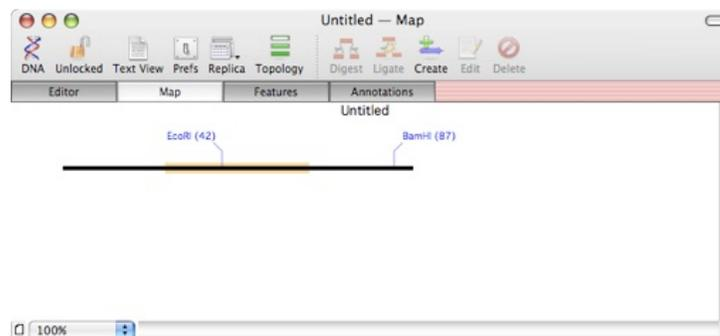 Untitled — Map
DNA Unlocked Text View Prefs Replica Topology Digest Ligate Create Edit Delete
Editor Map Features Annotations
Untitled
EcoRI (42) BamHI (87)
100%